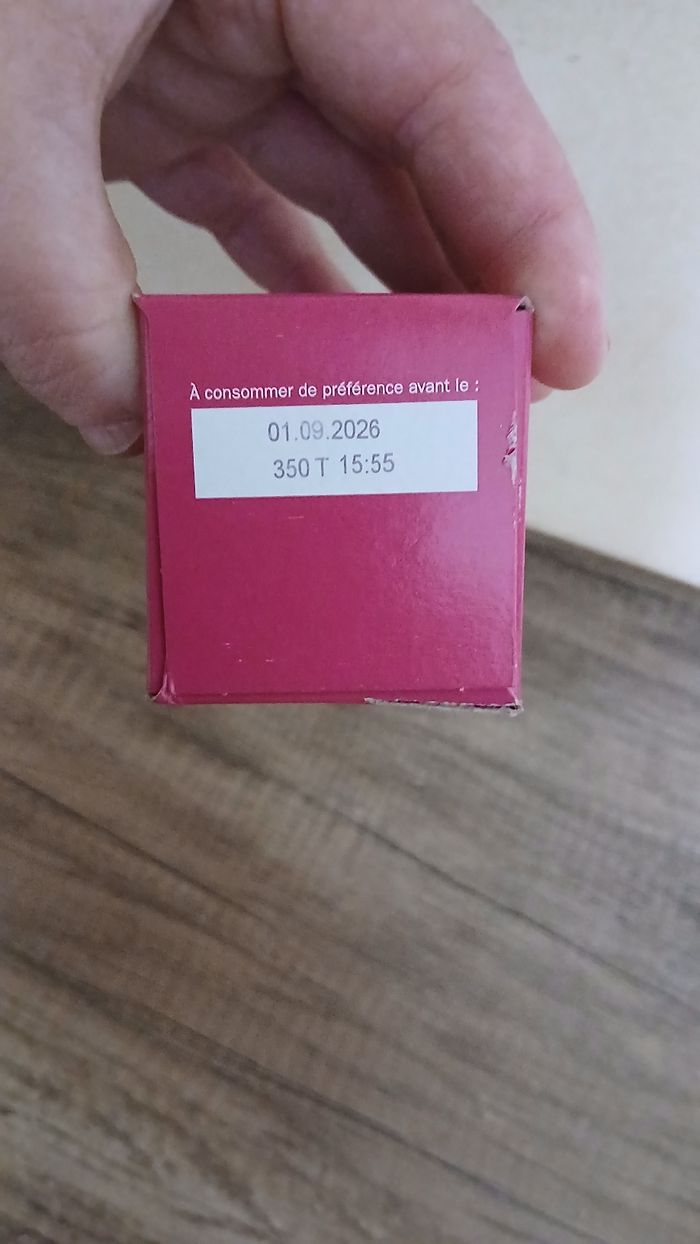 À consommer de préférence avant le :
01.09.2026
350 T 15:55